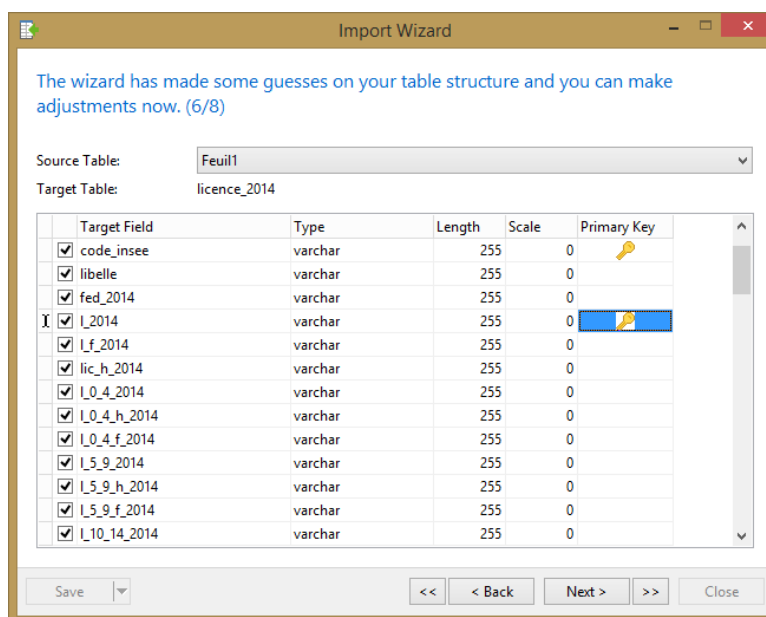 Import Wizard
The wizard has made some guesses on your table structure and you can make
adjustments now. (6/8)
Source Table: Feuil1
Target Table: licence_2014
Target Field Type Length Scale Primary Key
code_insee varchar 255 0
libelle varchar 255 0
fed_2014 varchar 255 0
l_2014 varchar 255 0
l_f_2014 varchar 255 0
lic_h_2014 varchar 255 0
l_0_4_2014 varchar 255 0
l_0_4_h_2014 varchar 255 0
l_0_4_f_2014 varchar 255 0
l_5_9_2014 varchar 255 0
l_5_9_h_2014 varchar 255 0
l_5_9_f_2014 varchar 255 0
l_10_14_2014 varchar 255 0
Save << < Back Next > >> Close